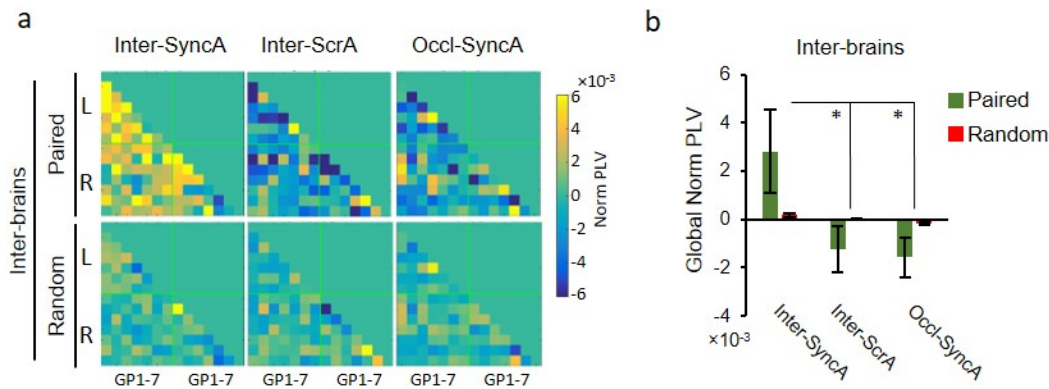 a
Inter-SyncA Inter-ScrA Occl-SyncA
Inter-brains
Paired
L
R
Random
L
R
GP1-7 GP1-7 GP1-7 GP1-7 GP1-7 GP1-7
×10⁻³
6
4
2
0
-2
-4
-6
Norm PLV
b
Inter-brains
Global Norm PLV
6
4
2
0
-2
-4
×10⁻³
* *
Paired
Random
Inter-SyncA
Inter-ScrA
Occl-SyncA